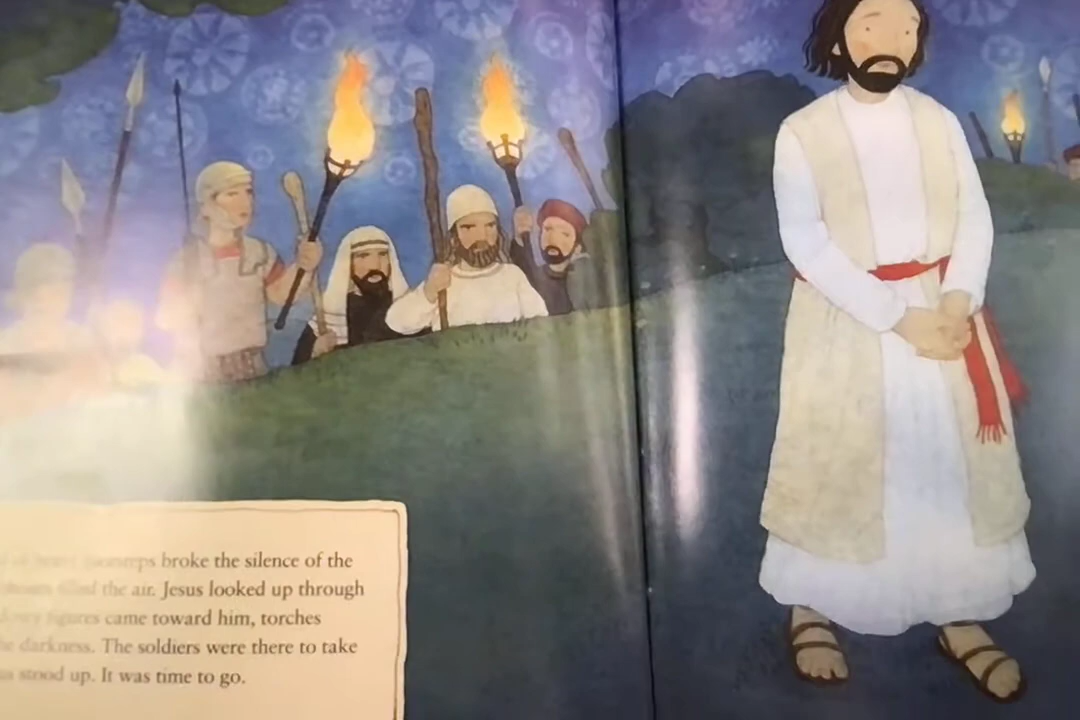 broke the silence of the
the air. Jesus looked up through
figures came toward him, torches
darkness. The soldiers were there to take
stood up. It was time to go.